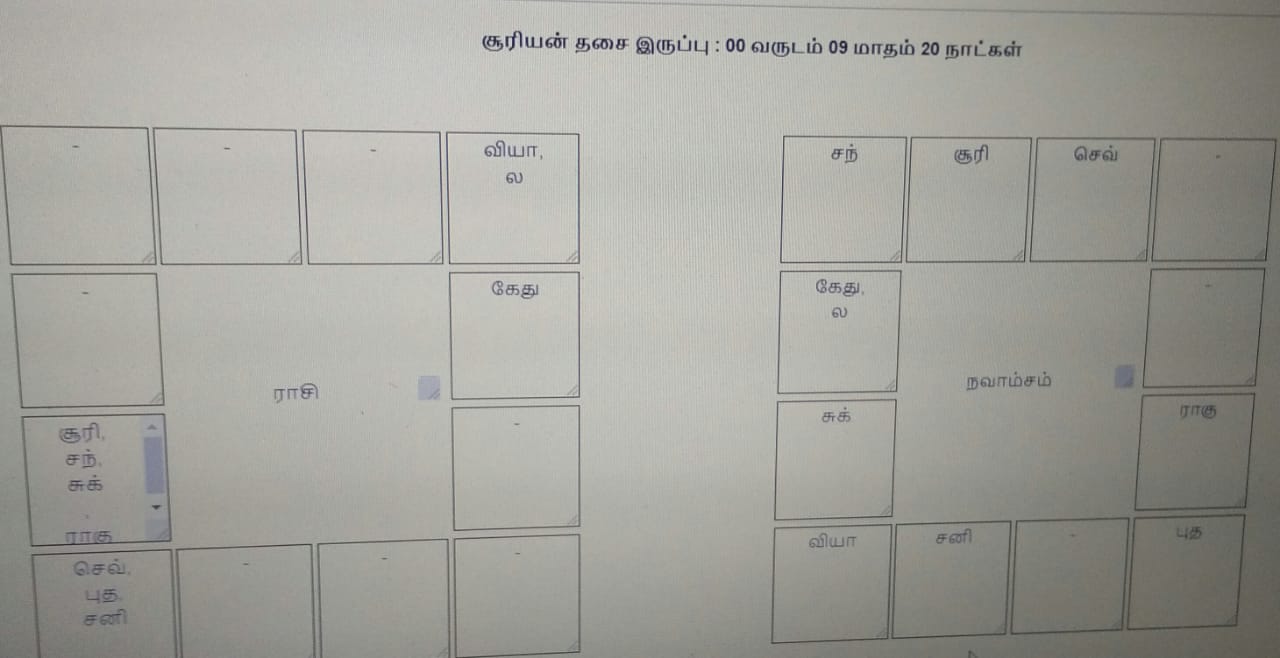 சூரியன் தசை இருப்பு : 00 வருடம் 09 மாதம் 20 நாட்கள்
-
-
-
வியா,
ல
-
கேது
ராசி
சூரி,
சந்,
சுக்
,
ராகு
-
செவ்,
புத,
சனி
-
-
-
சந்
சூரி
செவ்
-
கேது,
ல
-
நவாம்சம்
சுக்
ராகு
வியா
சனி
-
புத